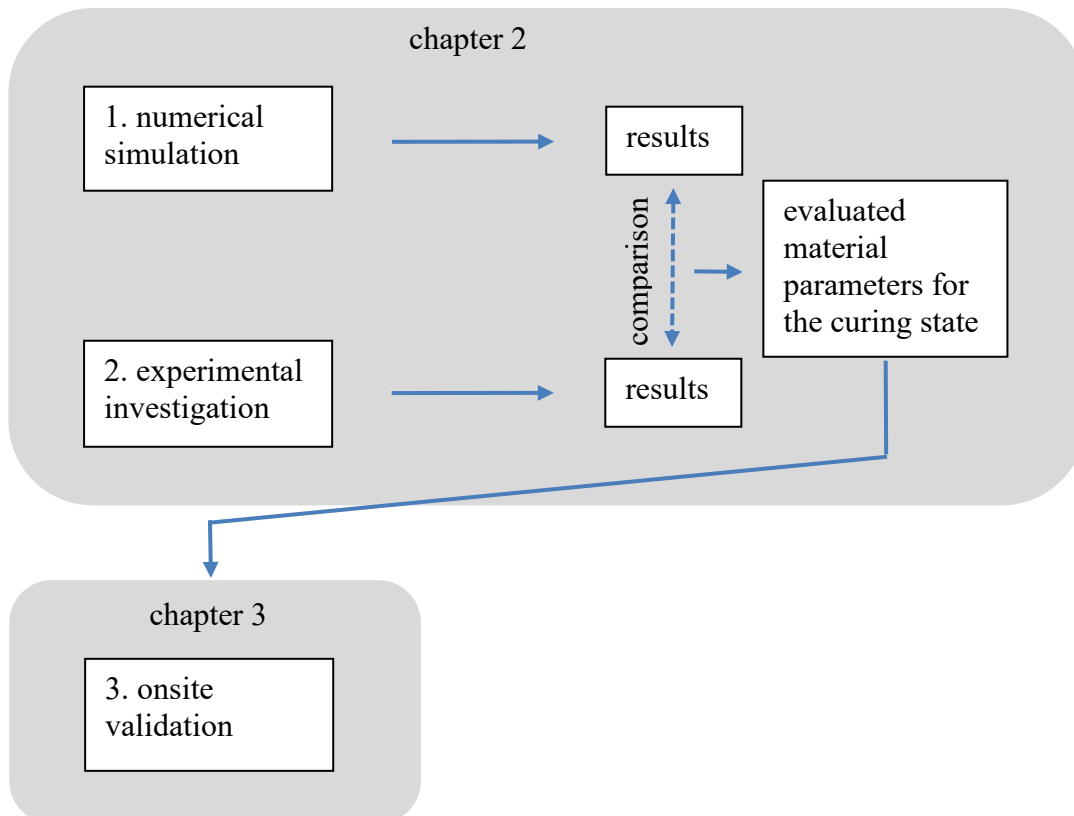 chapter 2
1. numerical
simulation
results
comparison
evaluated
material
parameters for
the curing state
2. experimental
investigation
results
chapter 3
3. onsite
validation